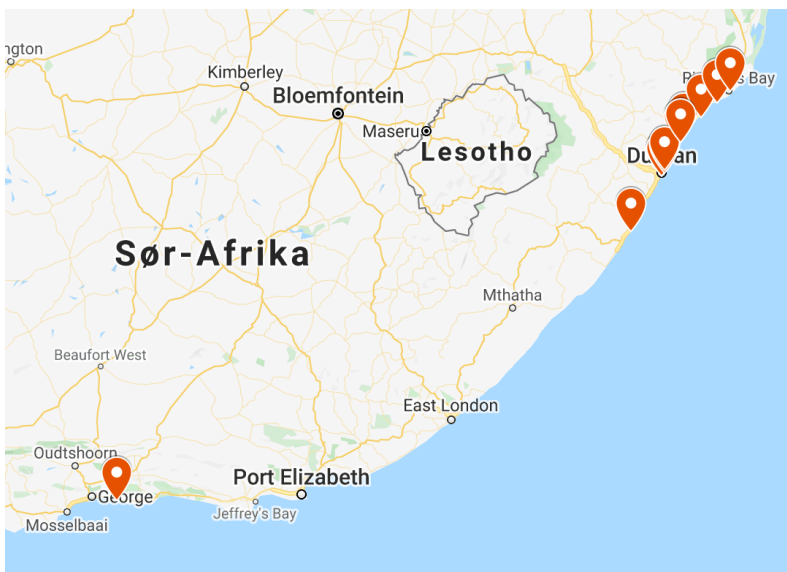 ngton
Kimberley
Bloemfontein
Maseru
Lesotho
Bay
Sør-Afrika
Mthatha
Beaufort West
East London
Oudtshoorn
George
Port Elizabeth
Jeffrey's Bay
Mosselbaai